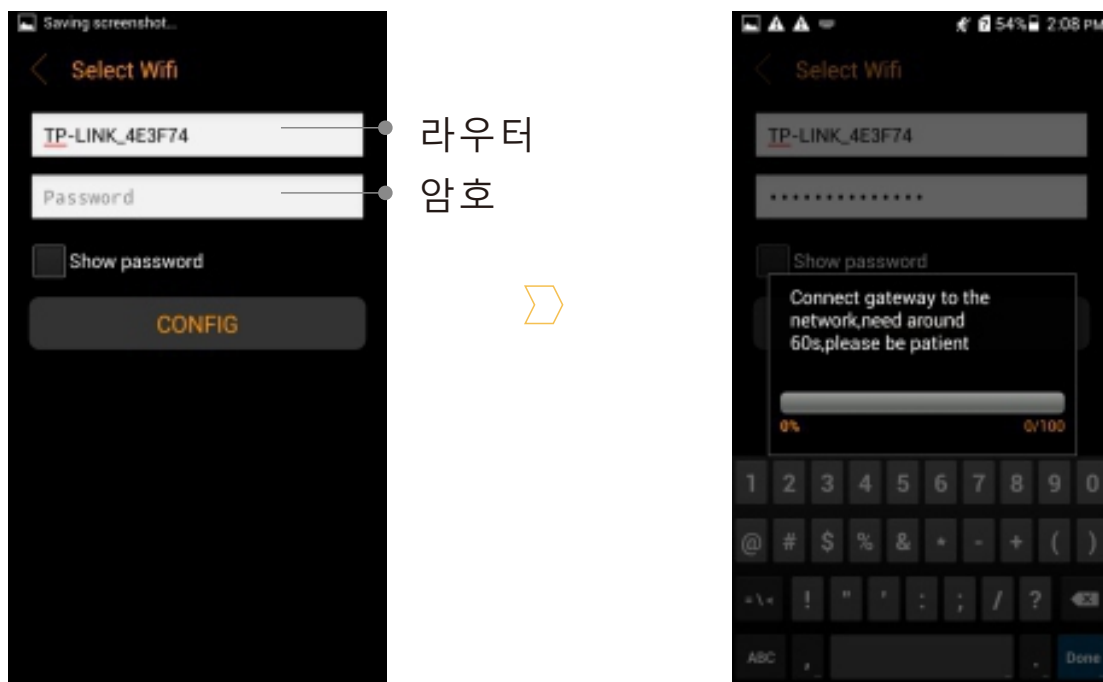 Saving screenshot...
Select Wifi
TP-LINK_4E3F74
Password
Show password
CONFIG
라우터
암호
54% 2:08 PM
Select Wifi
TP-LINK_4E3F74
••••••••••••••
Show password
Connect gateway to the
network,need around
60s,please be patient
0% 0/100
1 2 3 4 5 6 7 8 9 0
@ # $ % & * - + ( )
=\< ! " ' : ; / ?
ABC , . Done